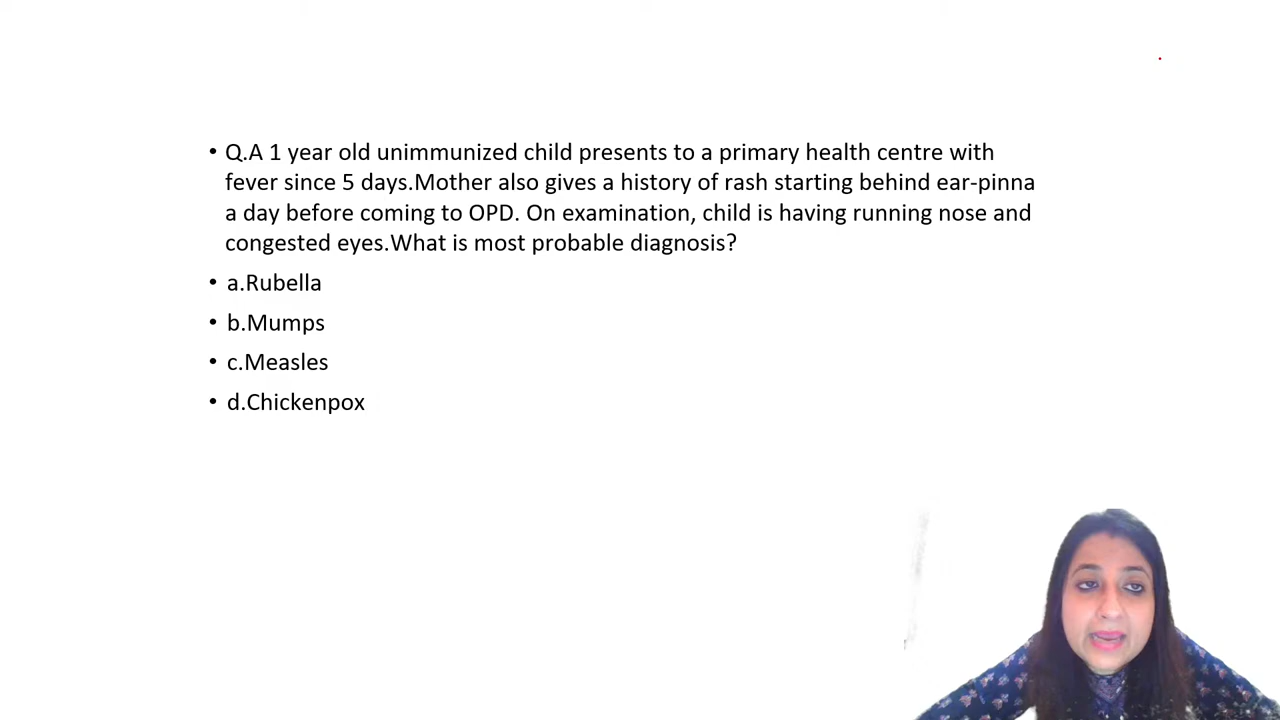 • Q.A 1 year old unimmunized child presents to a primary health centre with
fever since 5 days.Mother also gives a history of rash starting behind ear-pinna
a day before coming to OPD. On examination, child is having running nose and
congested eyes.What is most probable diagnosis?
• a.Rubella
• b.Mumps
• c.Measles
• d.Chickenpox